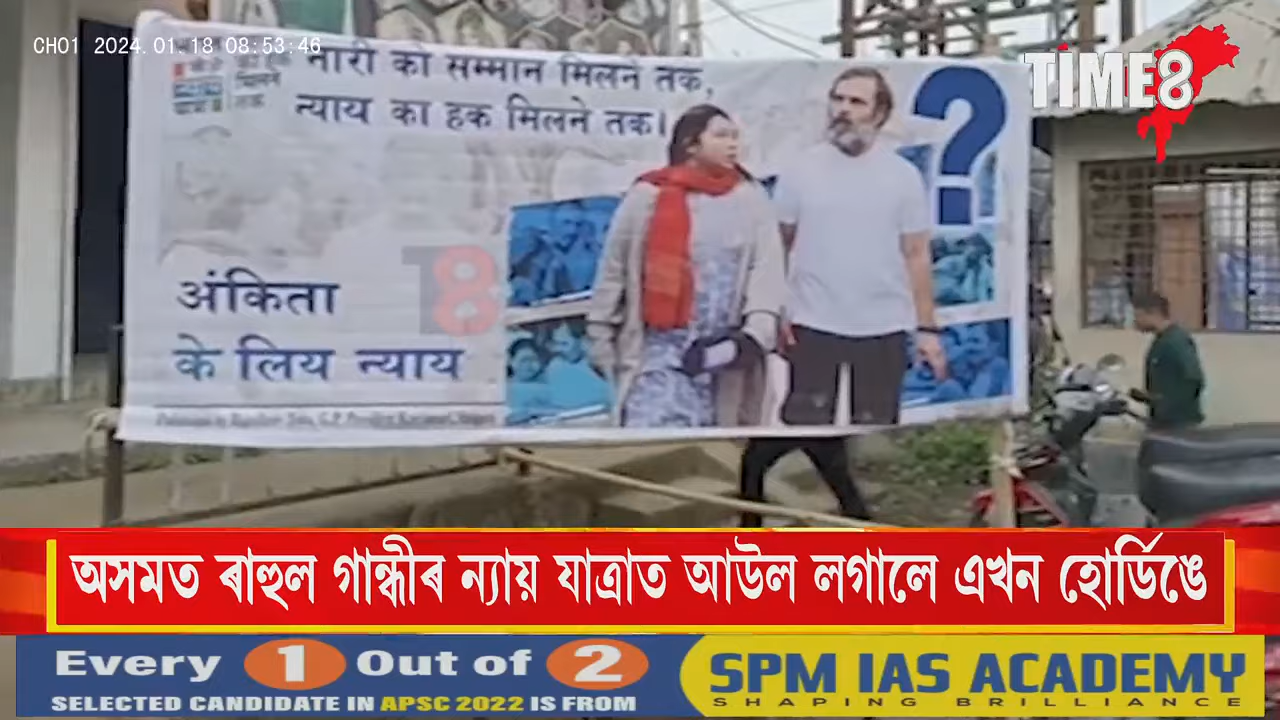 CH01 2024.01.18 08:53:46
TIME8
नारी को सम्मान मिलने तक,
न्याय का हक मिलने तक।
?
अंकिता
के लिय न्याय
অসমত ৰাহুল গান্ধীৰ ন্যায় যাত্ৰাত আউল লগালে এখন হোৰ্ডিঙে
Every 1 Out of 2
SELECTED CANDIDATE IN APSC 2022 IS FROM
SPM IAS ACADEMY
SHAPING BRILLIANCE